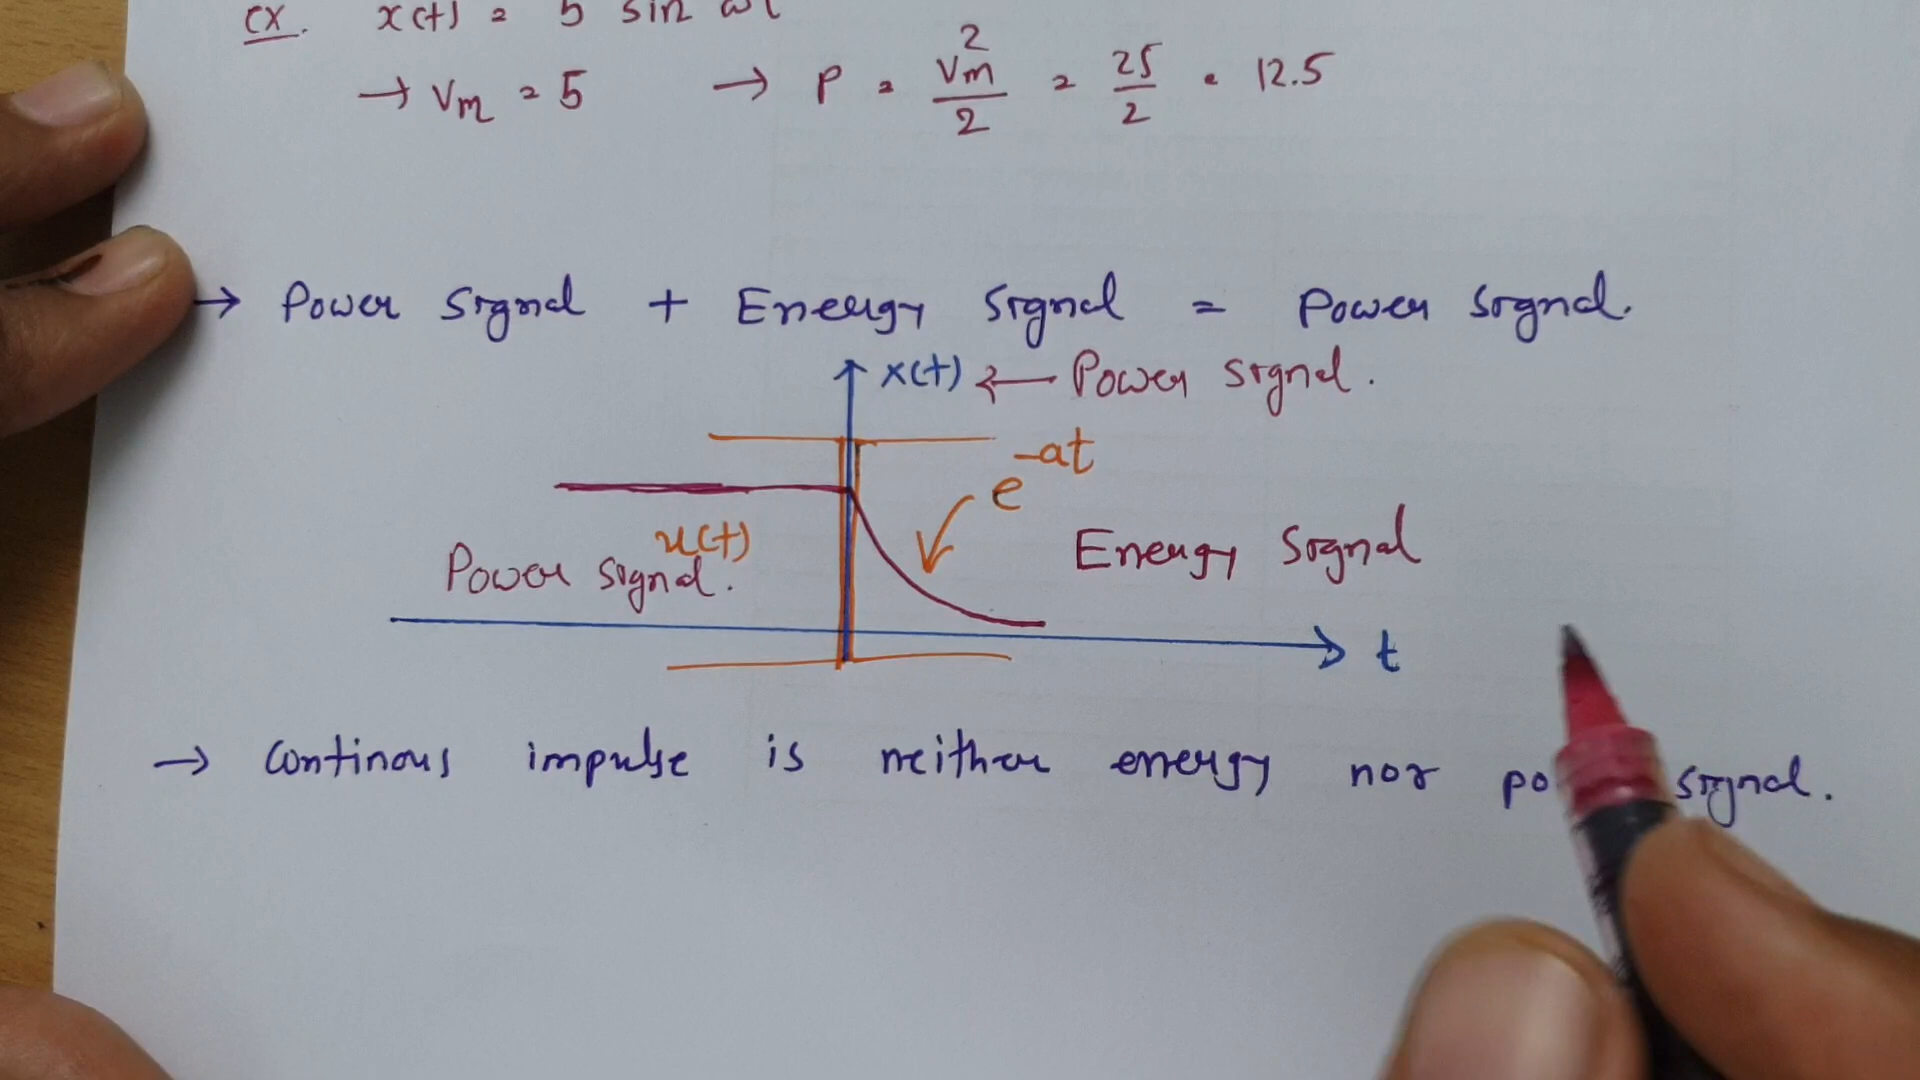 ex. x(t) = 5 sin ωt
→ Vm = 5 → P = Vm²/2 = 25/2 = 12.5
→ Power Signal + Energy Signal = Power Signal.
x(t) ← Power Signal.
e^-at
u(t)
Power Signal.
Energy Signal
t
→ Continous impulse is neither energy nor po signal.